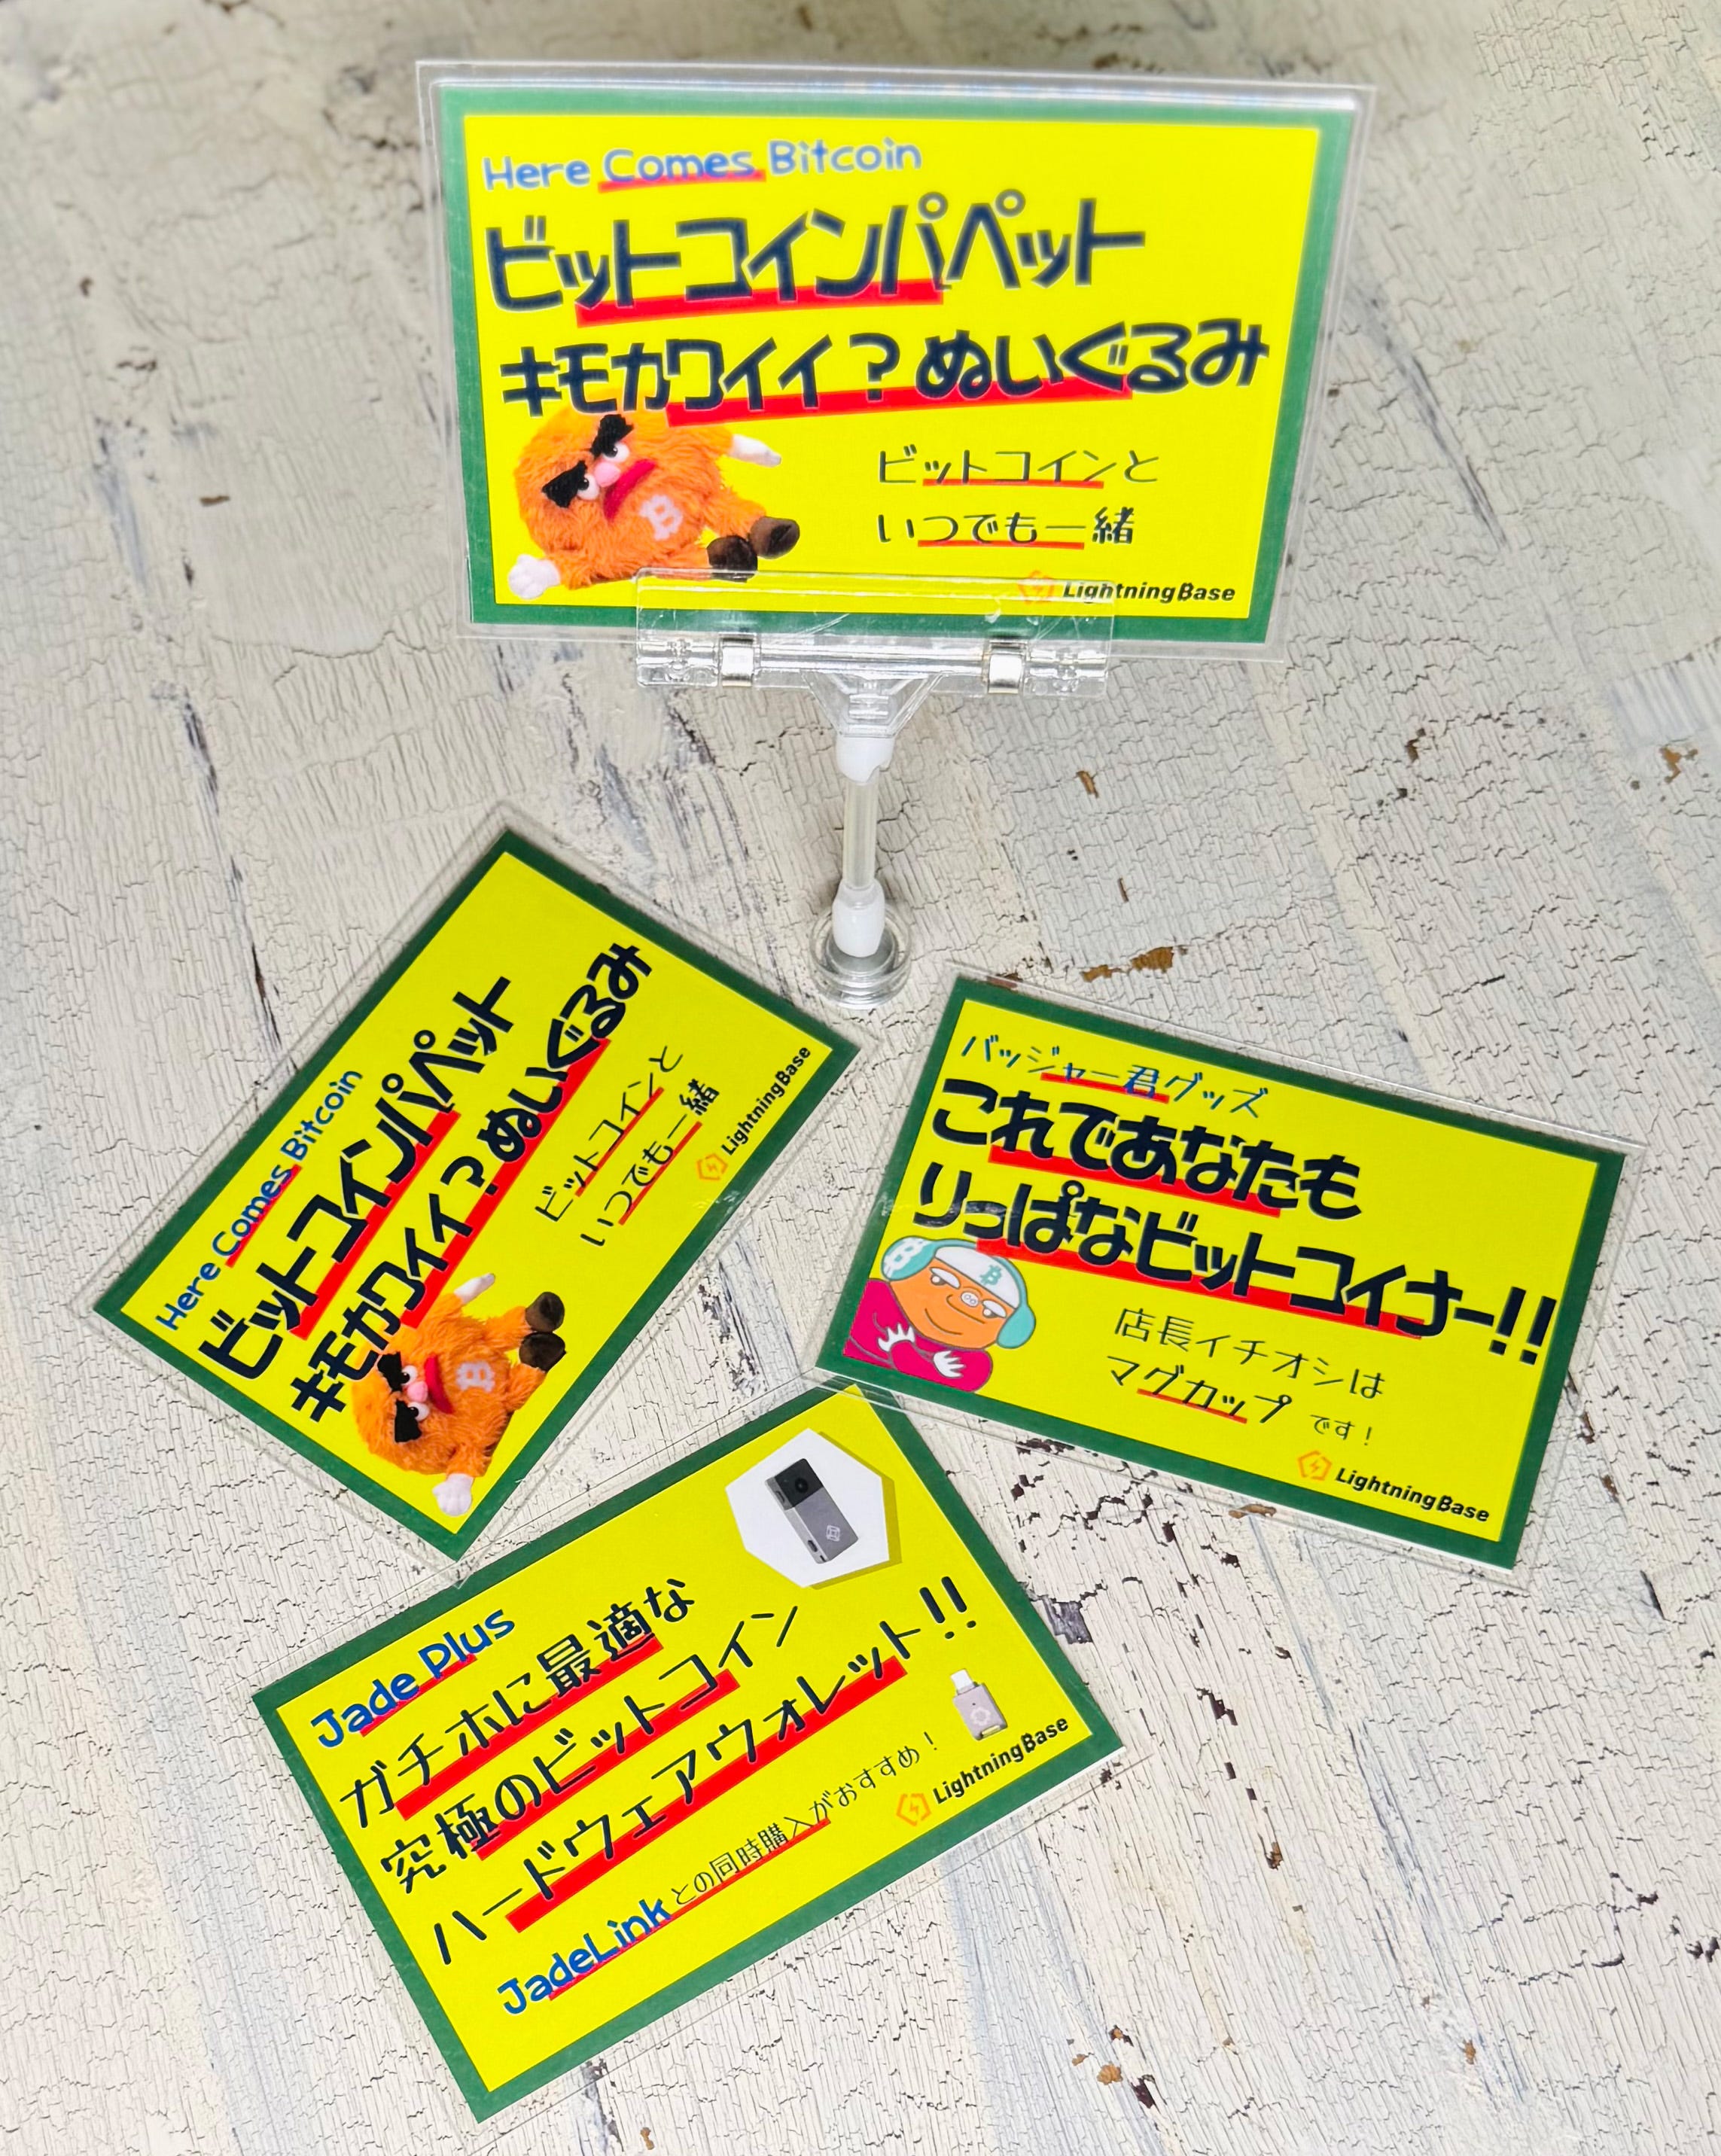 Here Comes Bitcoin
ビットコインパペット
キモカワイイ？ぬいぐるみ
ビットコインと
いつでも一緒
LightningBase
Here Comes Bitcoin
ビットコインパペット
キモカワイイ？ぬいぐるみ
ビットコインと
いつでも一緒
LightningBase
バッジャー君グッズ
これであなたも
りっぱなビットコイナー!!
店長イチオシは
マグカップです！
LightningBase
Jade Plus
ガチホに最適な
究極のビットコイン
ハードウェアウォレット!!
JadeLinkとの同時購入がおすすめ！
LightningBase